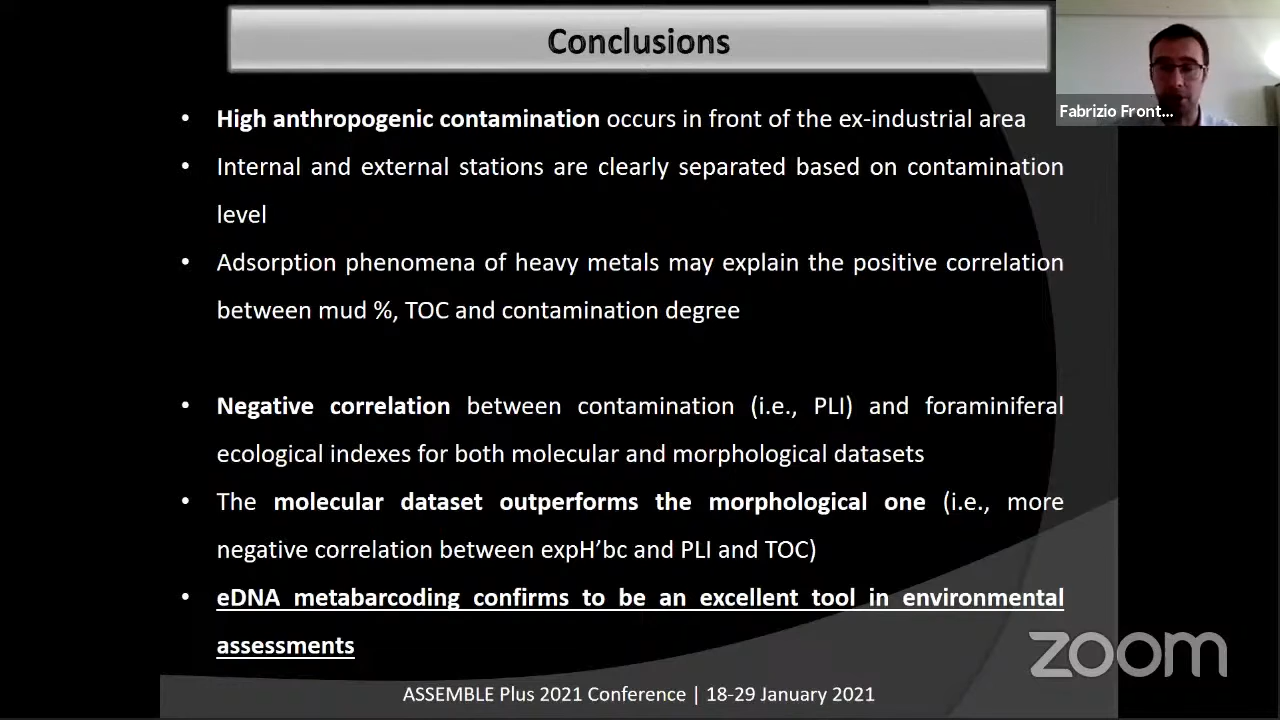 Conclusions
Fabrizio Front...
• High anthropogenic contamination occurs in front of the ex-industrial area
• Internal and external stations are clearly separated based on contamination
level
• Adsorption phenomena of heavy metals may explain the positive correlation
between mud %, TOC and contamination degree
• Negative correlation between contamination (i.e., PLI) and foraminiferal
ecological indexes for both molecular and morphological datasets
• The molecular dataset outperforms the morphological one (i.e., more
negative correlation between expH’bc and PLI and TOC)
• eDNA metabarcoding confirms to be an excellent tool in environmental
assessments
zoom
ASSEMBLE Plus 2021 Conference | 18-29 January 2021